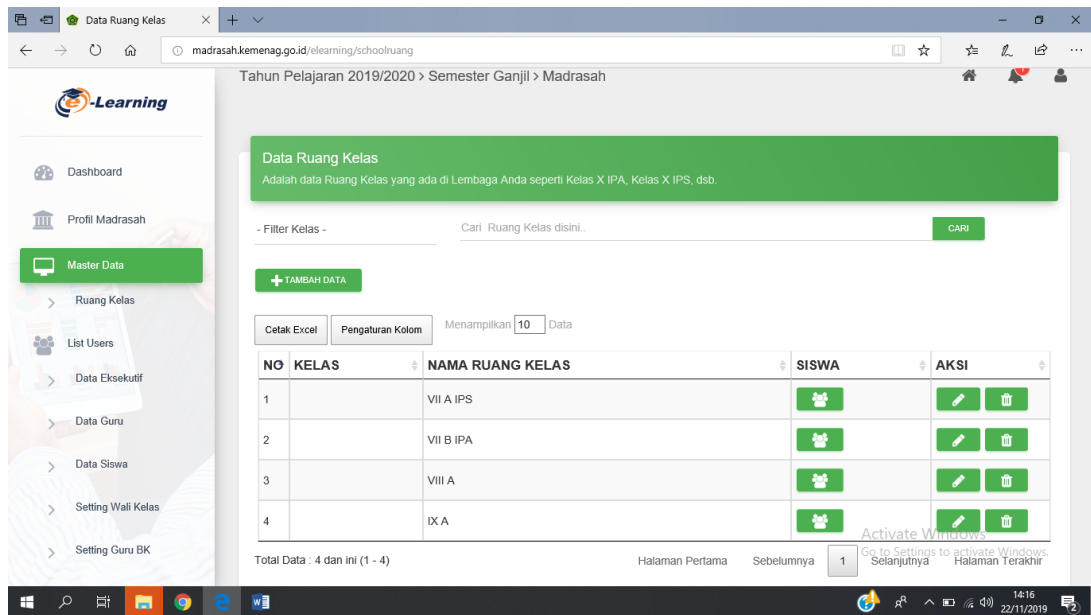 Data Ruang Kelas
madrasah.kemenag.go.id/elearning/schoolruang
e-Learning
Tahun Pelajaran 2019/2020 > Semester Ganjil > Madrasah
Dashboard
Profil Madrasah
Master Data
Ruang Kelas
List Users
Data Eksekutif
Data Guru
Data Siswa
Setting Wali Kelas
Setting Guru BK
Data Ruang Kelas
Adalah data Ruang Kelas yang ada di Lembaga Anda seperti Kelas X IPA, Kelas X IPS, dsb.
- Filter Kelas - Cari Ruang Kelas disini.. CARI
TAMBAH DATA
Cetak Excel Pengaturan Kolom Menampilkan 10 Data
NO KELAS NAMA RUANG KELAS SISWA AKSI
1 VII A IPS
2 VII B IPA
3 VIII A
4 IX A
Total Data : 4 dan ini (1 - 4) Halaman Pertama Sebelumnya 1 Selanjutnya Halaman Terakhir
Activate Windows
Go to Settings to activate Windows.
14:16
22/11/2019